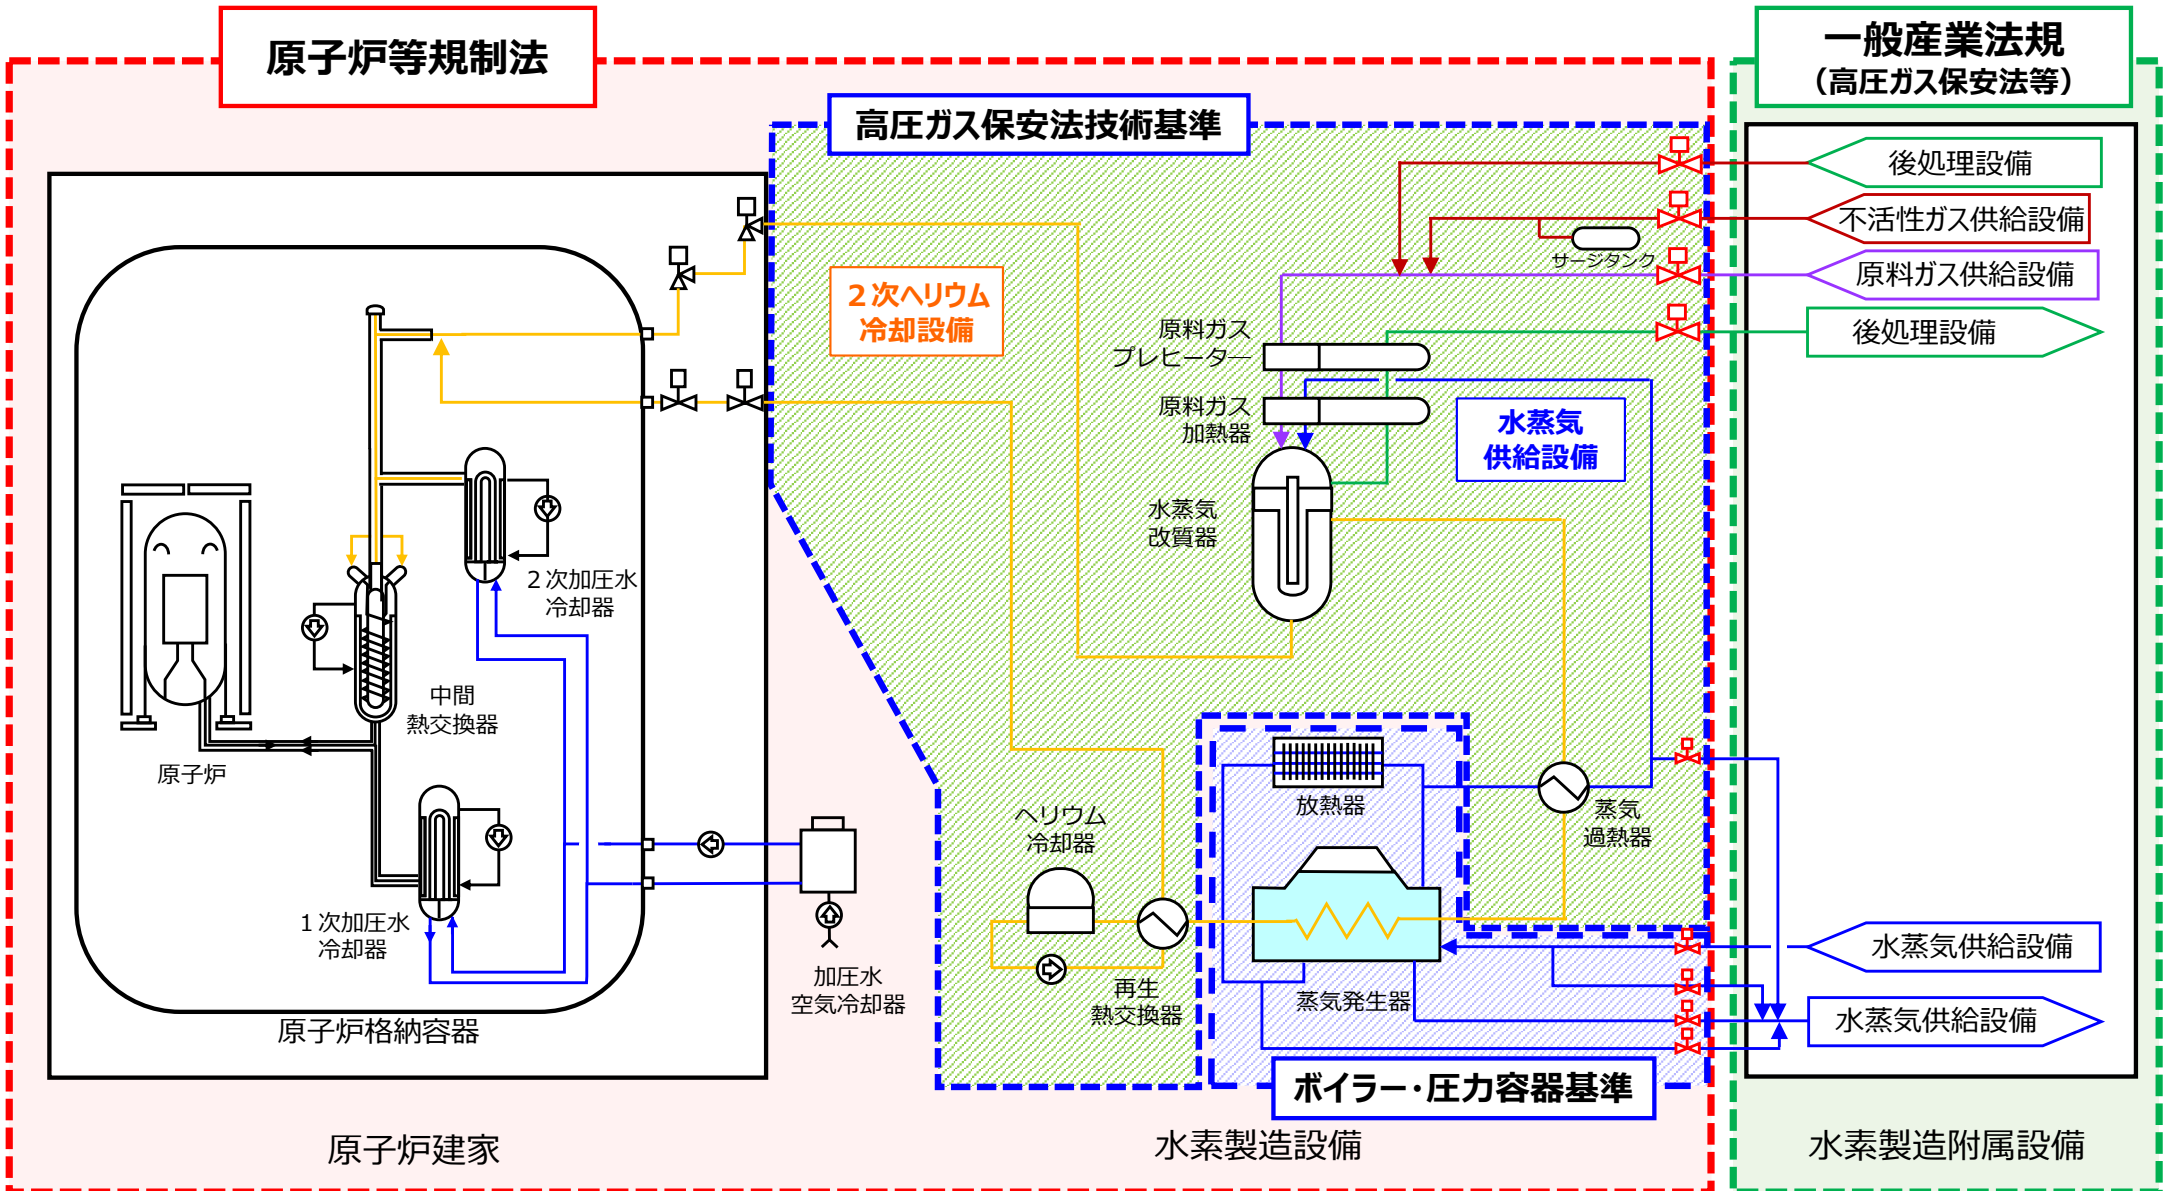 原子炉等規制法
一般産業法規
（高圧ガス保安法等）
高圧ガス保安法技術基準
後処理設備
不活性ガス供給設備
サージタンク
原料ガス供給設備
後処理設備
２次ヘリウム
冷却設備
原料ガス
プレヒーター
原料ガス
加熱器
水蒸気
供給設備
水蒸気
改質器
２次加圧水
冷却器
中間
熱交換器
原子炉
放熱器
蒸気
過熱器
ヘリウム
冷却器
１次加圧水
冷却器
加圧水
空気冷却器
再生
熱交換器
蒸気発生器
水蒸気供給設備
水蒸気供給設備
原子炉格納容器
ボイラー・圧力容器基準
原子炉建家
水素製造設備
水素製造附属設備